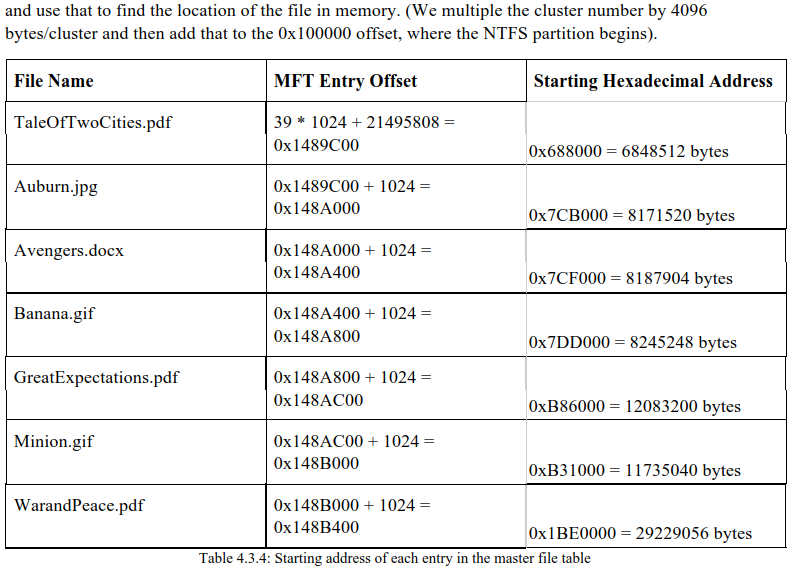 and use that to find the location of the file in memory. (We multiple the cluster number by 4096
bytes/cluster and then add that to the 0x100000 offset, where the NTFS partition begins).
File Name MFT Entry Offset Starting Hexadecimal Address
TaleOfTwoCities.pdf 39 * 1024 + 21495808 =
0x1489C00
0x688000 = 6848512 bytes
Auburn.jpg 0x1489C00 + 1024 =
0x148A000
0x7CB000 = 8171520 bytes
Avengers.docx 0x148A000 + 1024 =
0x148A400
0x7CF000 = 8187904 bytes
Banana.gif 0x148A400 + 1024 =
0x148A800
0x7DD000 = 8245248 bytes
GreatExpectations.pdf 0x148A800 + 1024 =
0x148AC00
0xB86000 = 12083200 bytes
Minion.gif 0x148AC00 + 1024 =
0x148B000
0xB31000 = 11735040 bytes
WarandPeace.pdf 0x148B000 + 1024 =
0x148B400
0x1BE0000 = 29229056 bytes
Table 4.3.4: Starting address of each entry in the master file table